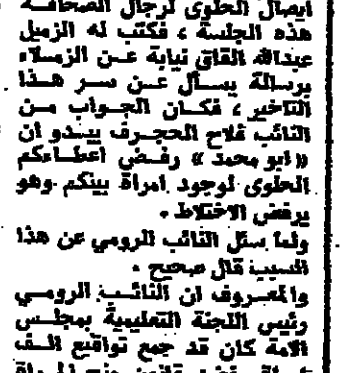 ايصال الحلوى لرجال الصحافة
هذه الجلسة ، فكتب له الزميل
عبدالله القاق نيابة عن الزملاء
برسالة يسأل عن سر هذا
التاخير ، فكان الجواب من
النائب فلاح الحجرف يبدو ان
« ابو محمد » رفض اعطاءكم
الحلوى لوجود امراة بينكم وهو
يرفض الاختلاط .
ولما سئل النائب الرومي عن هذا
السبب قال صحيح .
والمعروف ان النائب الرومي
رئيس اللجنة التعليمية بمجلس
الامة كان قد جمع تواقيع الف